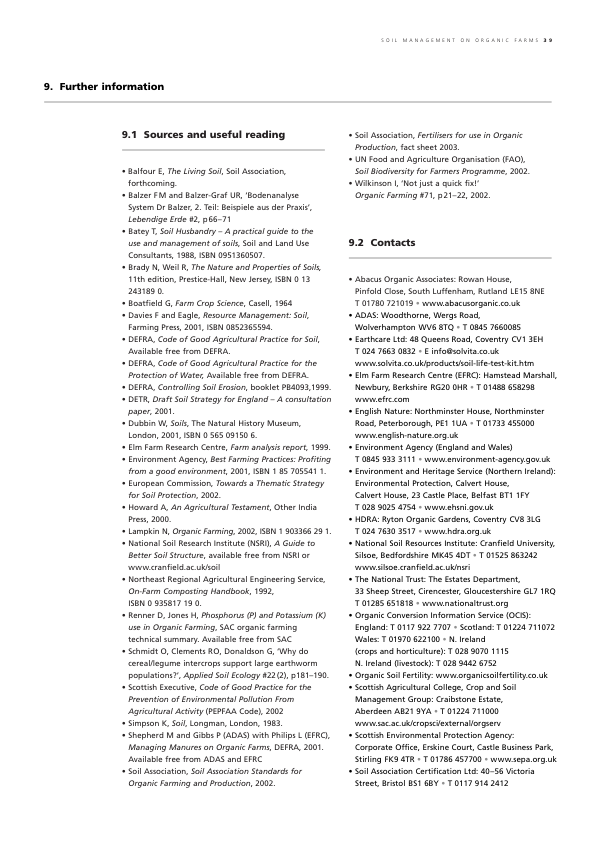 SOIL MANAGEMENT ON ORGANIC FARMS 39
9. Further information
9.1 Sources and useful reading
• Balfour E, The Living Soil, Soil Association,
forthcoming.
• Balzer FM and Balzer-Graf UR, ‘Bodenanalyse
System Dr Balzer, 2. Teil: Beispiele aus der Praxis’,
Lebendige Erde #2, p66–71
• Batey T, Soil Husbandry – A practical guide to the
use and management of soils, Soil and Land Use
Consultants, 1988, ISBN 0951360507.
• Brady N, Weil R, The Nature and Properties of Soils,
11th edition, Prestice-Hall, New Jersey, ISBN 0 13
243189 0.
• Boatfield G, Farm Crop Science, Casell, 1964
• Davies F and Eagle, Resource Management: Soil,
Farming Press, 2001, ISBN 0852365594.
• DEFRA, Code of Good Agricultural Practice for Soil,
Available free from DEFRA.
• DEFRA, Code of Good Agricultural Practice for the
Protection of Water, Available free from DEFRA.
• DEFRA, Controlling Soil Erosion, booklet PB4093,1999.
• DETR, Draft Soil Strategy for England – A consultation
paper, 2001.
• Dubbin W, Soils, The Natural History Museum,
London, 2001, ISBN 0 565 09150 6.
• Elm Farm Research Centre, Farm analysis report, 1999.
• Environment Agency, Best Farming Practices: Profiting
from a good environment, 2001, ISBN 1 85 705541 1.
• European Commission, Towards a Thematic Strategy
for Soil Protection, 2002.
• Howard A, An Agricultural Testament, Other India
Press, 2000.
• Lampkin N, Organic Farming, 2002, ISBN 1 903366 29 1.
• National Soil Research Institute (NSRI), A Guide to
Better Soil Structure, available free from NSRI or
www.cranfield.ac.uk/soil
• Northeast Regional Agricultural Engineering Service,
On-Farm Composting Handbook, 1992,
ISBN 0 935817 19 0.
• Renner D, Jones H, Phosphorus (P) and Potassium (K)
use in Organic Farming, SAC organic farming
technical summary. Available free from SAC
• Schmidt O, Clements RO, Donaldson G, ‘Why do
cereal/legume intercrops support large earthworm
populations?’, Applied Soil Ecology #22(2), p181–190.
• Scottish Executive, Code of Good Practice for the
Prevention of Environmental Pollution From
Agricultural Activity (PEPFAA Code), 2002
• Simpson K, Soil, Longman, London, 1983.
• Shepherd M and Gibbs P (ADAS) with Philips L (EFRC),
Managing Manures on Organic Farms, DEFRA, 2001.
Available free from ADAS and EFRC
• Soil Association, Soil Association Standards for
Organic Farming and Production, 2002.
• Soil Association, Fertilisers for use in Organic
Production, fact sheet 2003.
• UN Food and Agriculture Organisation (FAO),
Soil Biodiversity for Farmers Programme, 2002.
• Wilkinson I, ‘Not just a quick fix!’
Organic Farming #71, p21–22, 2002.
9.2 Contacts
• Abacus Organic Associates: Rowan House,
Pinfold Close, South Luffenham, Rutland LE15 8NE
T 01780 721019 • www.abacusorganic.co.uk
• ADAS: Woodthorne, Wergs Road,
Wolverhampton WV6 8TQ • T 0845 7660085
• Earthcare Ltd: 48 Queens Road, Coventry CV1 3EH
T 024 7663 0832 • E info@solvita.co.uk
www.solvita.co.uk/products/soil-life-test-kit.htm
• Elm Farm Research Centre (EFRC): Hamstead Marshall,
Newbury, Berkshire RG20 0HR • T 01488 658298
www.efrc.com
• English Nature: Northminster House, Northminster
Road, Peterborough, PE1 1UA • T 01733 455000
www.english-nature.org.uk
• Environment Agency (England and Wales)
T 0845 933 3111 • www.environment-agency.gov.uk
• Environment and Heritage Service (Northern Ireland):
Environmental Protection, Calvert House,
Calvert House, 23 Castle Place, Belfast BT1 1FY
T 028 9025 4754 • www.ehsni.gov.uk
• HDRA: Ryton Organic Gardens, Coventry CV8 3LG
T 024 7630 3517 • www.hdra.org.uk
• National Soil Resources Institute: Cranfield University,
Silsoe, Bedfordshire MK45 4DT • T 01525 863242
www.silsoe.cranfield.ac.uk/nsri
• The National Trust: The Estates Department,
33 Sheep Street, Cirencester, Gloucestershire GL7 1RQ
T 01285 651818 • www.nationaltrust.org
• Organic Conversion Information Service (OCIS):
England: T 0117 922 7707 • Scotland: T 01224 711072
Wales: T 01970 622100 • N. Ireland
(crops and horticulture): T 028 9070 1115
N. Ireland (livestock): T 028 9442 6752
• Organic Soil Fertility: www.organicsoilfertility.co.uk
• Scottish Agricultural College, Crop and Soil
Management Group: Craibstone Estate,
Aberdeen AB21 9YA • T 01224 711000
www.sac.ac.uk/cropsci/external/orgserv
• Scottish Environmental Protection Agency:
Corporate Office, Erskine Court, Castle Business Park,
Stirling FK9 4TR • T 01786 457700 • www.sepa.org.uk
• Soil Association Certification Ltd: 40–56 Victoria
Street, Bristol BS1 6BY • T 0117 914 2412